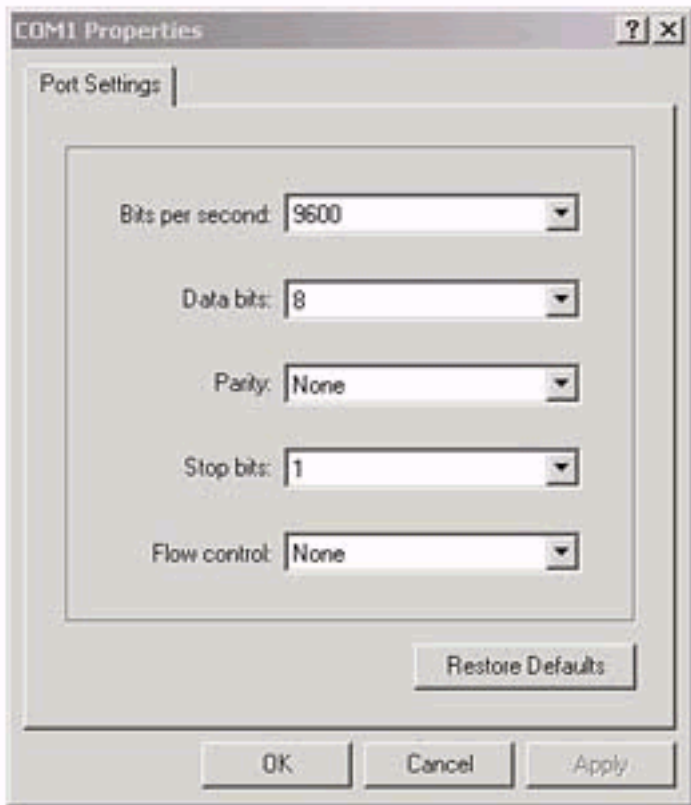 COM1 Properties
Port Settings
Bits per second: 9600
Data bits: 8
Parity: None
Stop bits: 1
Flow control: None
Restore Defaults
OK Cancel Apply